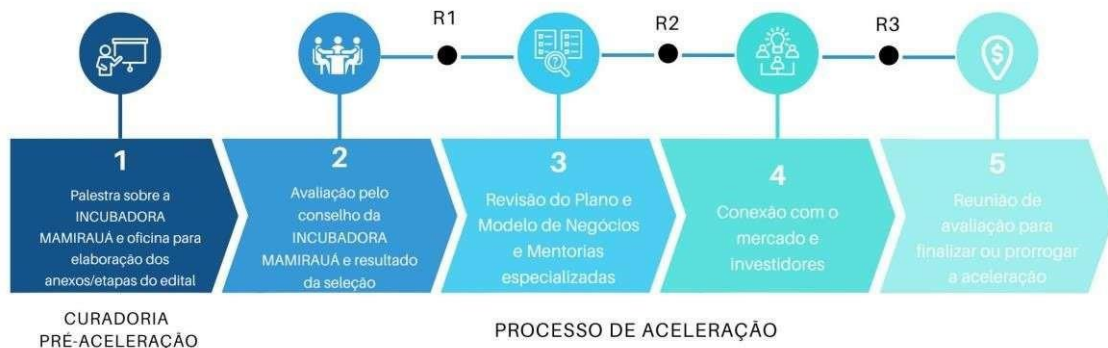 R1
R2
R3
1
Palestra sobre a
INCUBADORA
MAMIRAUÁ e oficina para
elaboração dos
anexos/etapas do edital
2
Avaliação pelo
conselho da
INCUBADORA
MAMIRAUÁ e resultado
da seleção
3
Revisão do Plano e
Modelo de Negócios
e Mentorias
especializadas
4
Conexão com o
mercado e
investidores
5
Reunião de
avaliação para
finalizar ou prorrogar
a aceleração
CURADORIA
PRÉ-ACELERAÇÃO
PROCESSO DE ACELERAÇÃO